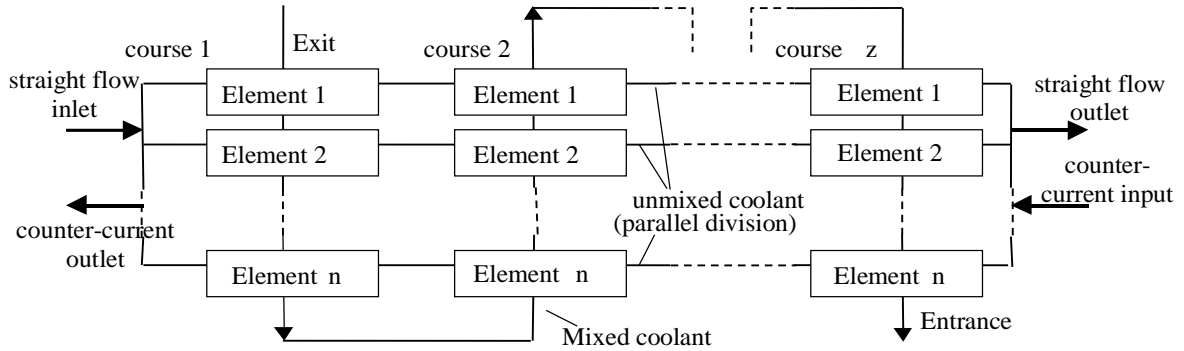 Exit
course 1
course 2
course z
straight flow
inlet
Element 1
Element 1
Element 1
straight flow
outlet
Element 2
Element 2
Element 2
counter-
current input
unmixed coolant
(parallel division)
counter-current
outlet
Element n
Element n
Element n
Mixed coolant
Entrance